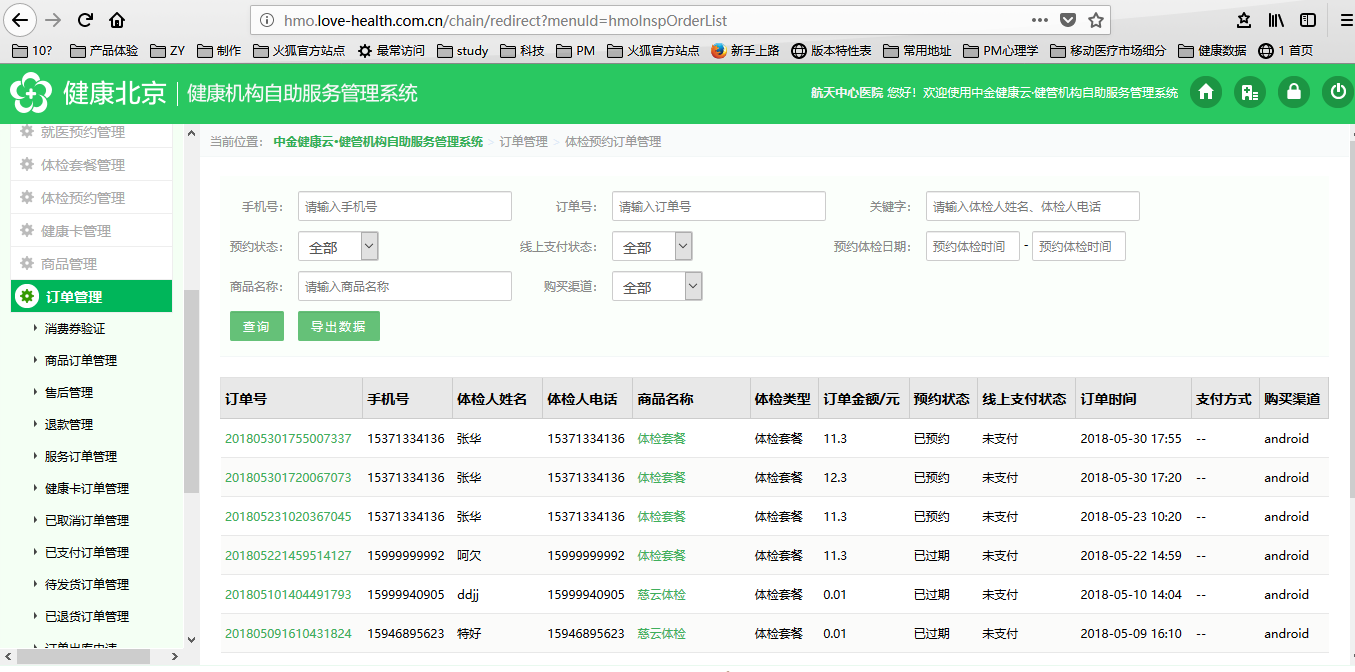 hmo.love-health.com.cn/chain/redirect?menuId=hmoInspOrderList
10? 产品体验 ZY 制作 火狐官方站点 最常访问 study 科技 PM 火狐官方站点 新手上路 版本特性表 常用地址 PM心理学 移动医疗市场细分 健康数据 1 首页
健康北京 健康机构自助服务管理系统 航天中心医院 您好！欢迎使用中金健康云-健管机构自助服务管理系统
就医预约管理
体检套餐管理
体检预约管理
健康卡管理
商品管理
订单管理
消费券验证
商品订单管理
售后管理
退款管理
服务订单管理
健康卡订单管理
已取消订单管理
已支付订单管理
待发货订单管理
已退货订单管理
订单出库申请
当前位置： 中金健康云•健管机构自助服务管理系统 > 订单管理 > 体检预约订单管理
手机号： 请输入手机号 订单号： 请输入订单号 关键字： 请输入体检人姓名、体检人电话
预约状态： 全部 线上支付状态： 全部 预约体检日期： 预约体检时间 - 预约体检时间
商品名称： 请输入商品名称 购买渠道： 全部
查询 导出数据
订单号 手机号 体检人姓名 体检人电话 商品名称 体检类型 订单金额/元 预约状态 线上支付状态 订单时间 支付方式 购买渠道
201805301755007337 15371334136 张华 15371334136 体检套餐 体检套餐 11.3 已预约 未支付 2018-05-30 17:55 -- android
201805301720067073 15371334136 张华 15371334136 体检套餐 体检套餐 12.3 已预约 未支付 2018-05-30 17:20 -- android
201805231020367045 15371334136 张华 15371334136 体检套餐 体检套餐 11.3 已预约 未支付 2018-05-23 10:20 -- android
201805221459514127 15999999992 呵欠 15999999992 体检套餐 体检套餐 11.3 已过期 未支付 2018-05-22 14:59 -- android
201805101404491793 15999940905 ddjj 15999940905 慈云体检 体检套餐 0.01 已过期 未支付 2018-05-10 14:04 -- android
201805091610431824 15946895623 特好 15946895623 慈云体检 体检套餐 0.01 已过期 未支付 2018-05-09 16:10 -- android